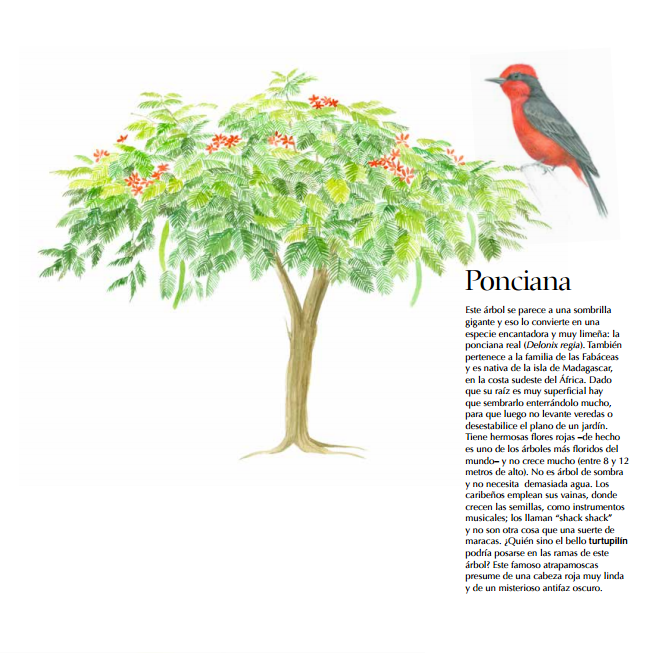 Ponciana
Este árbol se parece a una sombrilla
gigante y eso lo convierte en una
especie encantadora y muy limeña: la
ponciana real (Delonix regia). También
pertenece a la familia de las Fabáceas
y es nativa de la isla de Madagascar,
en la costa sudeste del África. Dado
que su raíz es muy superficial hay
que sembrarlo enterrándolo mucho,
para que luego no levante veredas o
desestabilice el plano de un jardín.
Tiene hermosas flores rojas –de hecho
es uno de los árboles más floridos del
mundo– y no crece mucho (entre 8 y 12
metros de alto). No es árbol de sombra
y no necesita demasiada agua. Los
caribeños emplean sus vainas, donde
crecen las semillas, como instrumentos
musicales; los llaman “shack shack”
y no son otra cosa que una suerte de
maracas. ¿Quién sino el bello turtupilín
podría posarse en las ramas de este
árbol? Este famoso atrapamoscas
presume de una cabeza roja muy linda
y de un misterioso antifaz oscuro.